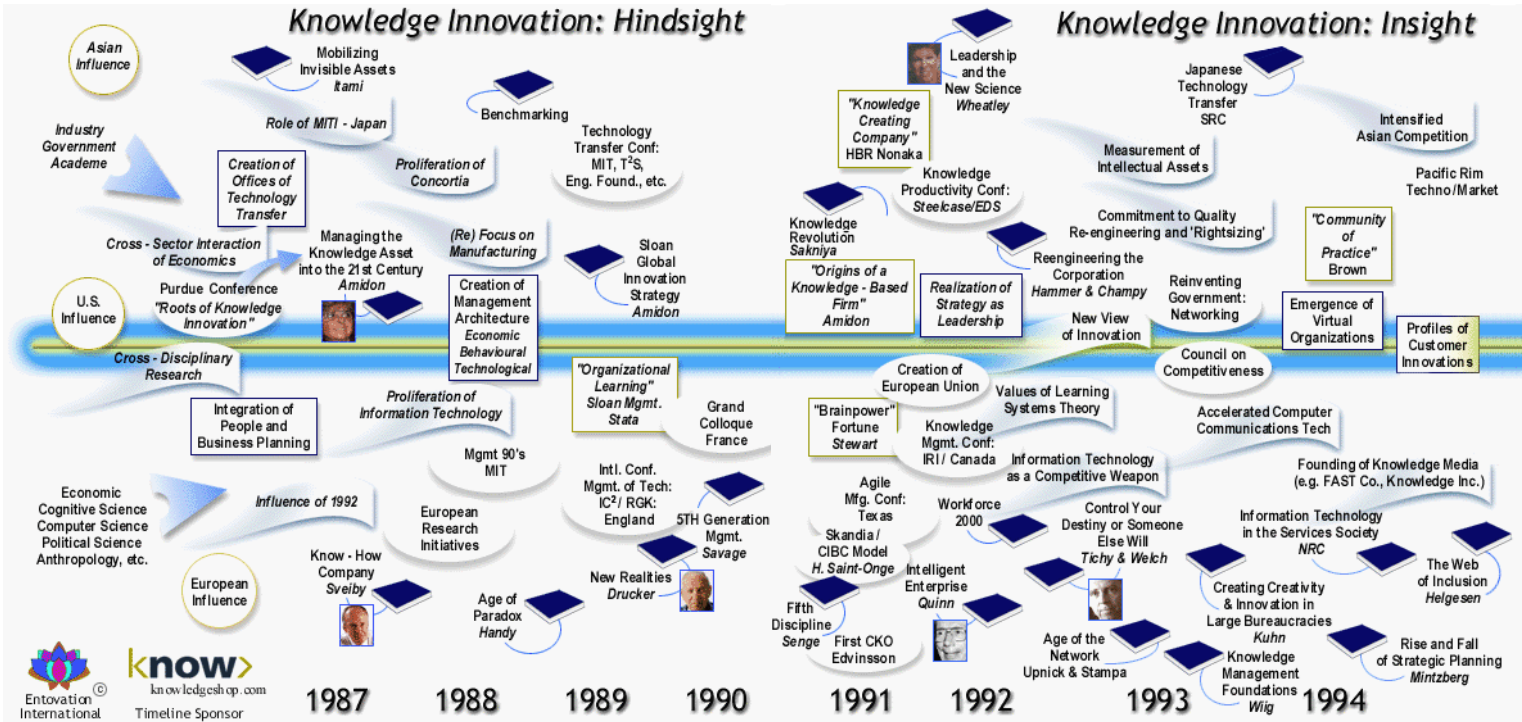 Knowledge Innovation: Hindsight
Knowledge Innovation: Insight
Asian
Influence
Mobilizing
Invisible Assets
Itami
Benchmarking
Role of MITI - Japan
Industry
Government
Academe
Creation of
Offices of
Technology
Transfer
Proliferation of
Concortia
Technology
Transfer Conf:
MIT, T²S,
Eng. Found., etc.
Cross - Sector Interaction
of Economics
Managing the
Knowledge Asset
into the 21st Century
Amidon
(Re) Focus on
Manufacturing
Sloan
Global
Innovation
Strategy
Amidon
U.S.
Influence
Purdue Conference
"Roots of Knowledge
Innovation"
Creation of
Management
Architecture
Economic
Behavioural
Technological
Cross - Disciplinary
Research
Integration of
People and
Business Planning
Proliferation of
Information Technology
"Organizational
Learning"
Sloan Mgmt.
Stata
Grand
Colloque
France
Mgmt 90's
MIT
Intl. Conf.
Mgmt. of Tech:
IC²/ RGK:
England
5TH Generation
Mgmt.
Savage
Economic
Cognitive Science
Computer Science
Political Science
Anthropology, etc.
Influence of 1992
European
Research
Initiatives
European
Influence
Know - How
Company
Sveiby
Age of
Paradox
Handy
New Realities
Drucker
Leadership
and the
New Science
Wheatley
Japanese
Technology
Transfer
SRC
"Knowledge
Creating
Company"
HBR Nonaka
Intensified
Asian Competition
Measurement of
Intellectual Assets
Pacific Rim
Techno/Market
Knowledge
Productivity Conf:
Steelcase/EDS
Knowledge
Revolution
Sakniya
Commitment to Quality
Re-engineering and 'Rightsizing'
"Community
of
Practice"
Brown
"Origins of a
Knowledge - Based
Firm"
Amidon
Realization of
Strategy as
Leadership
Reengineering the
Corporation
Hammer & Champy
Reinventing
Government:
Networking
New View
of Innovation
Emergence of
Virtual
Organizations
Profiles of
Customer
Innovations
Creation of
European Union
Council on
Competitiveness
"Brainpower"
Fortune
Stewart
Values of Learning
Systems Theory
Knowledge
Mgmt. Conf:
IRI / Canada
Accelerated Computer
Communications Tech
Information Technology
as a Competitive Weapon
Founding of Knowledge Media
(e.g. FAST Co., Knowledge Inc.)
Agile
Mfg. Conf:
Texas
Workforce
2000
Control Your
Destiny or Someone
Else Will
Tichy & Welch
Information Technology
in the Services Society
NRC
Skandia /
CIBC Model
H. Saint-Onge
Intelligent
Enterprise
Quinn
The Web
of Inclusion
Helgesen
Creating Creativity
& Innovation in
Large Bureaucracies
Kuhn
Fifth
Discipline
Senge
First CKO
Edvinsson
Age of the
Network
Upnick & Stampa
Knowledge
Management
Foundations
Wiig
Rise and Fall
of Strategic Planning
Mintzberg
Entovation ©
International
know>
knowledgeshop.com
Timeline Sponsor
1987
1988
1989
1990
1991
1992
1993
1994